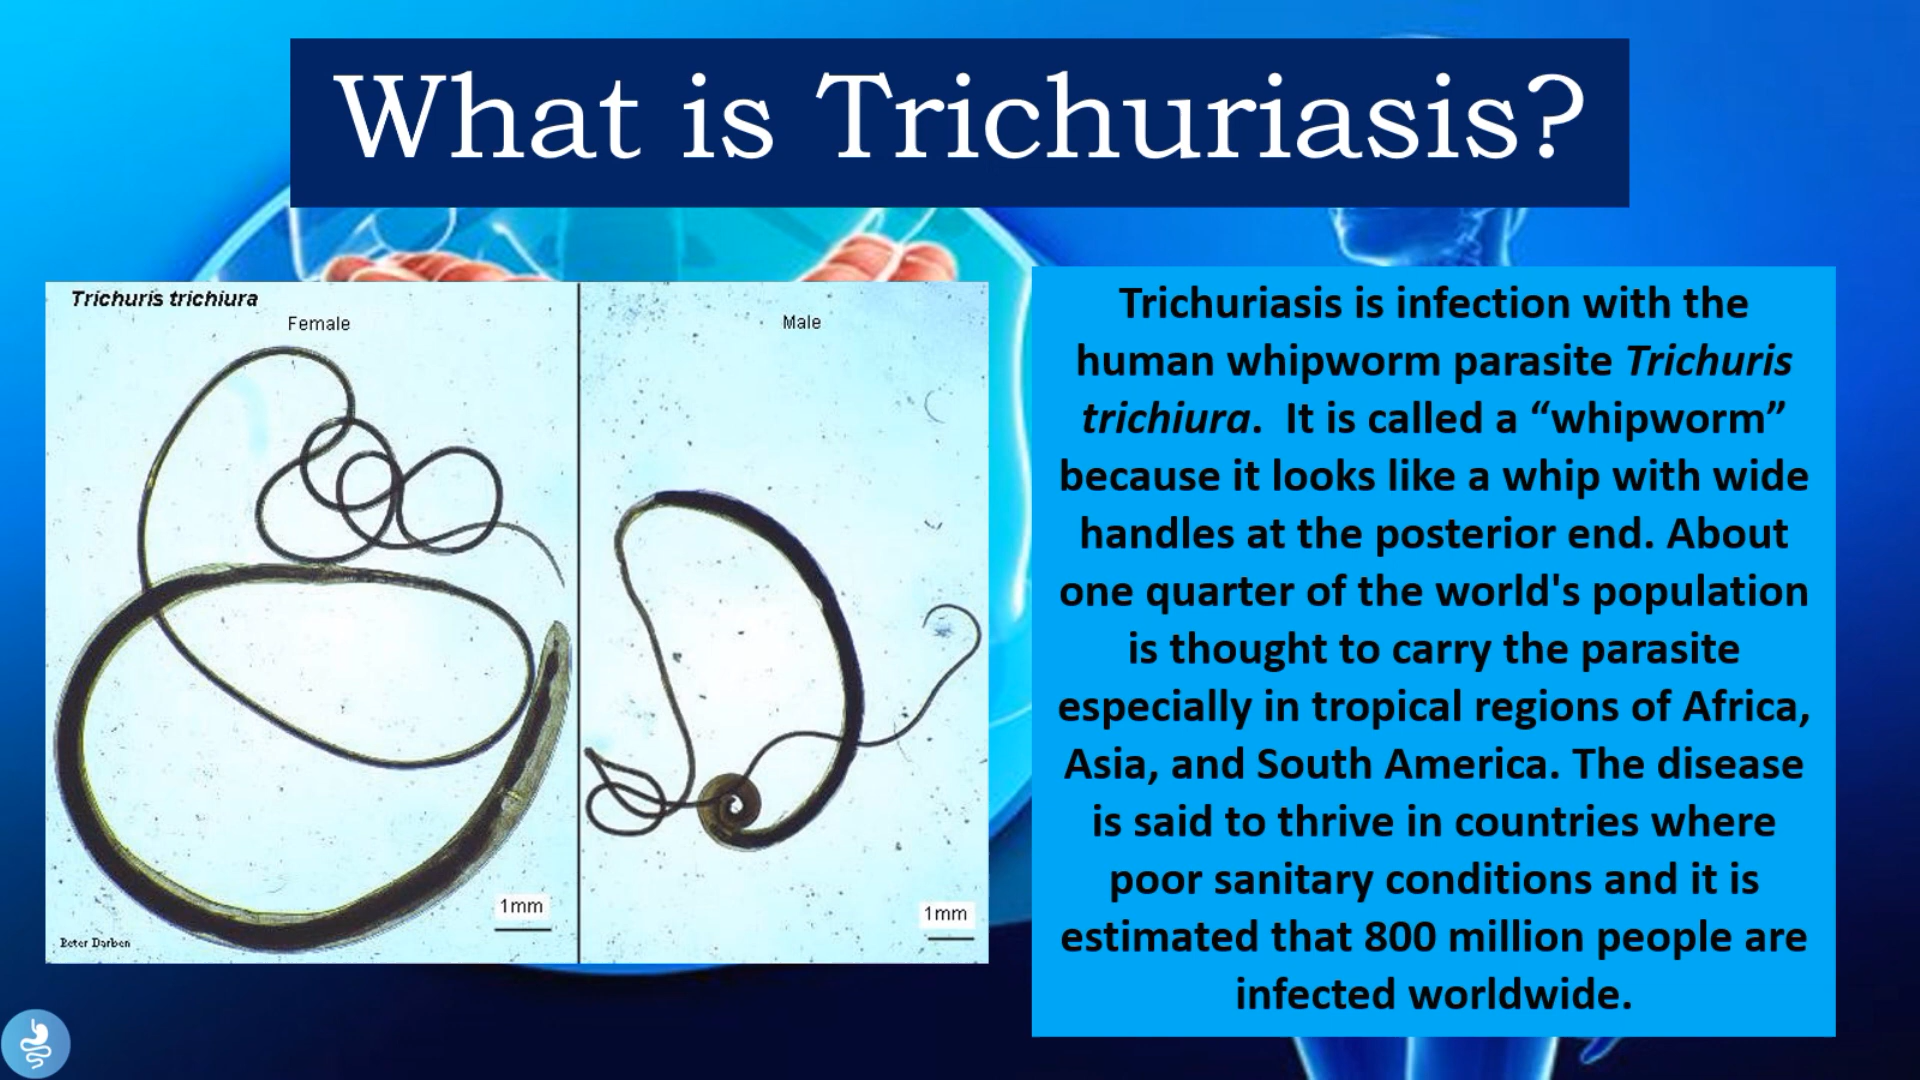 What is Trichuriasis?
Trichuris trichiura
Female
Male
1mm
1mm
Peter Darben
Trichuriasis is infection with the
human whipworm parasite Trichuris
trichiura.  It is called a “whipworm”
because it looks like a whip with wide
handles at the posterior end. About
one quarter of the world's population
is thought to carry the parasite
especially in tropical regions of Africa,
Asia, and South America. The disease
is said to thrive in countries where
poor sanitary conditions and it is
estimated that 800 million people are
infected worldwide.